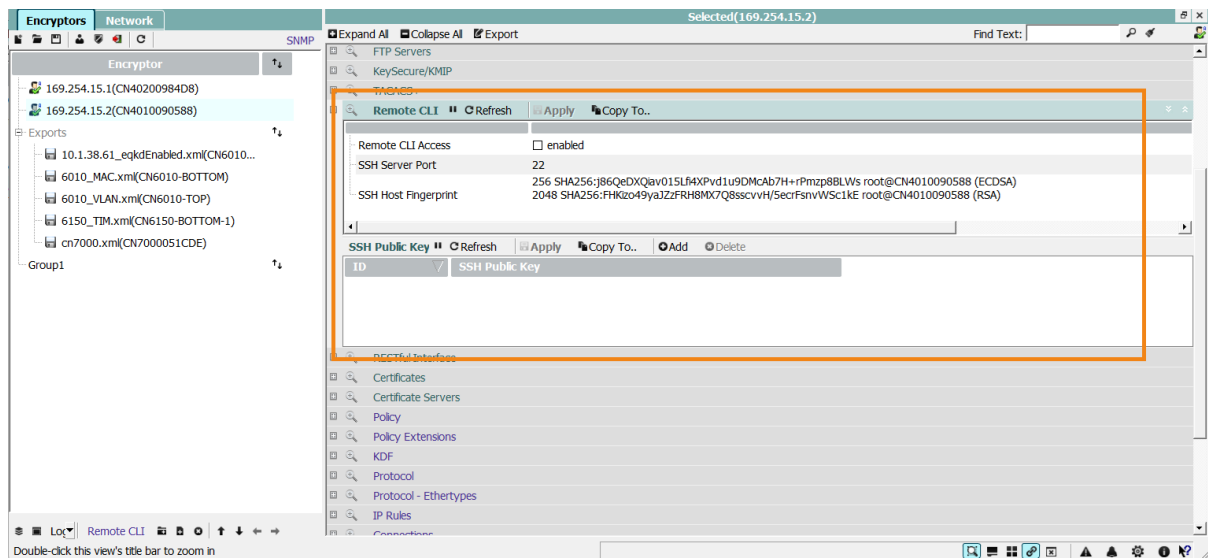 Encryptors Network
SNMP
Encryptor
169.254.15.1(CN40200984D8)
169.254.15.2(CN4010090588)
Exports
10.1.38.61_eqkdEnabled.xml(CN6010...
6010_MAC.xml(CN6010-BOTTOM)
6010_VLAN.xml(CN6010-TOP)
6150_TIM.xml(CN6150-BOTTOM-1)
cn7000.xml(CN7000051CDE)
Group1
Remote CLI
Double-click this view's title bar to zoom in
Selected(169.254.15.2)
Expand All Collapse All Export Find Text:
FTP Servers
KeySecure/KMIP
TACACS+
Remote CLI Refresh Apply Copy To..
Remote CLI Access enabled
SSH Server Port 22
256 SHA256:j86QeDXQiav015Lfi4XPvd1u9DMcAb7H+rPmzp8BLWs root@CN4010090588 (ECDSA)
SSH Host Fingerprint 2048 SHA256:FHKizo49yaJZzFRH8MX7Q8sscvvH/5ecrFsnvWSc1kE root@CN4010090588 (RSA)
SSH Public Key Refresh Apply Copy To.. Add Delete
ID SSH Public Key
RESTful Interface
Certificates
Certificate Servers
Policy
Policy Extensions
KDF
Protocol
Protocol - Ethertypes
IP Rules
Connections